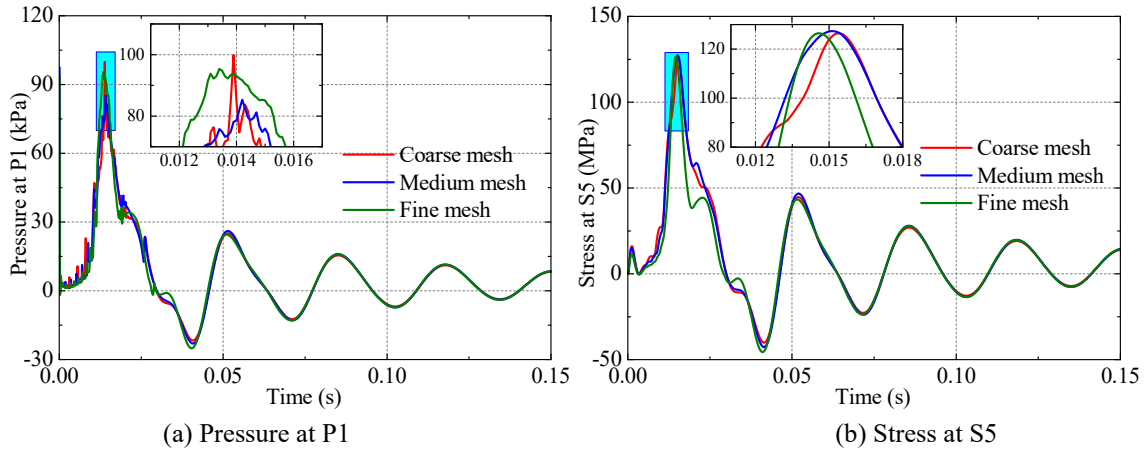 120
90
60
30
0
-30
0.00
0.05
0.10
0.15
Pressure at P1 (kPa)
Time (s)
100
80
0.012
0.014
0.016
Coarse mesh
Medium mesh
Fine mesh
(a) Pressure at P1
150
100
50
0
-50
0.00
0.05
0.10
0.15
Stress at S5 (MPa)
Time (s)
120
100
80
0.012
0.015
0.018
Coarse mesh
Medium mesh
Fine mesh
(b) Stress at S5